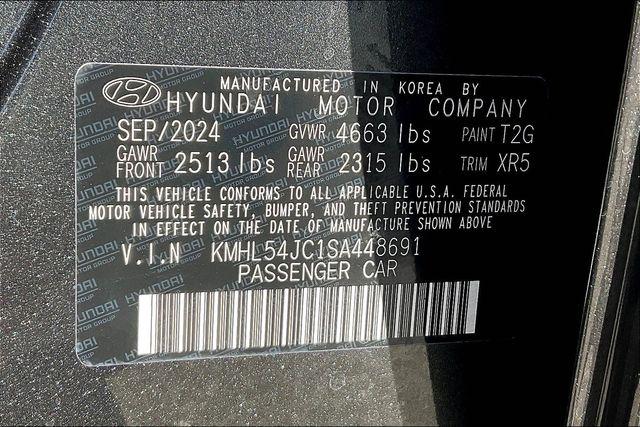 MANUFACTURED IN KOREA BY
HYUNDAI MOTOR COMPANY
SEP/2024 GVWR 4663 lbs PAINT T2G
GAWR FRONT 2513 lbs GAWR REAR 2315 lbs TRIM XR5
THIS VEHICLE CONFORMS TO ALL APPLICABLE U.S.A. FEDERAL
MOTOR VEHICLE SAFETY, BUMPER, AND THEFT PREVENTION STANDARDS
IN EFFECT ON THE DATE OF MANUFACTURE SHOWN ABOVE
V.I.N KMHL54JC1SA448691
PASSENGER CAR